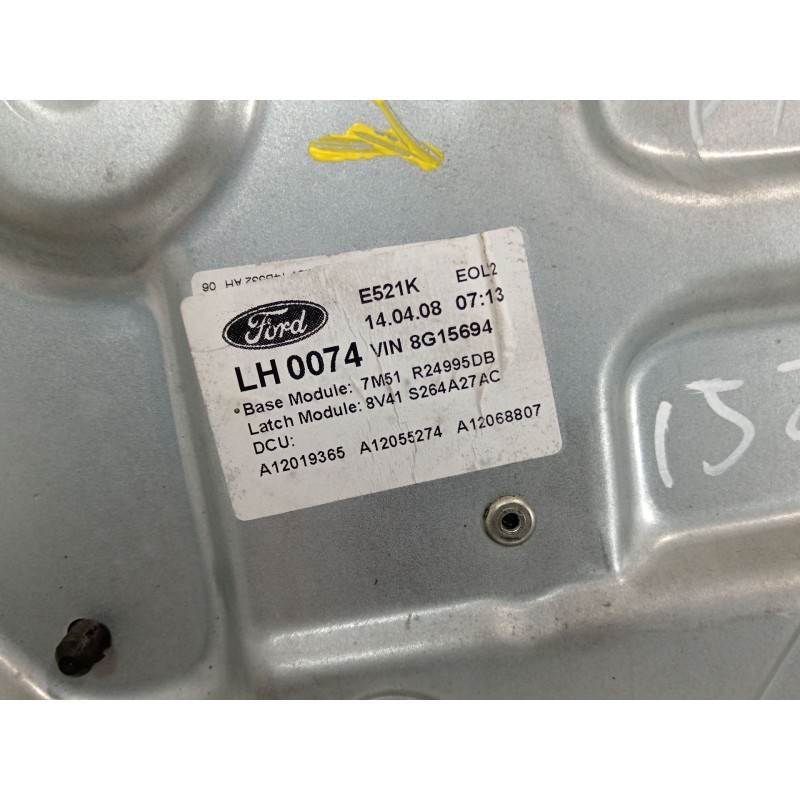 E521K EOL2
Ford
14.04.08 07:13
LH 0074 VIN 8G15694
Base Module: 7M51 R24995DB
Latch Module: 8V41 S264A27AC
DCU:
A12019365 A12055274 A12068807